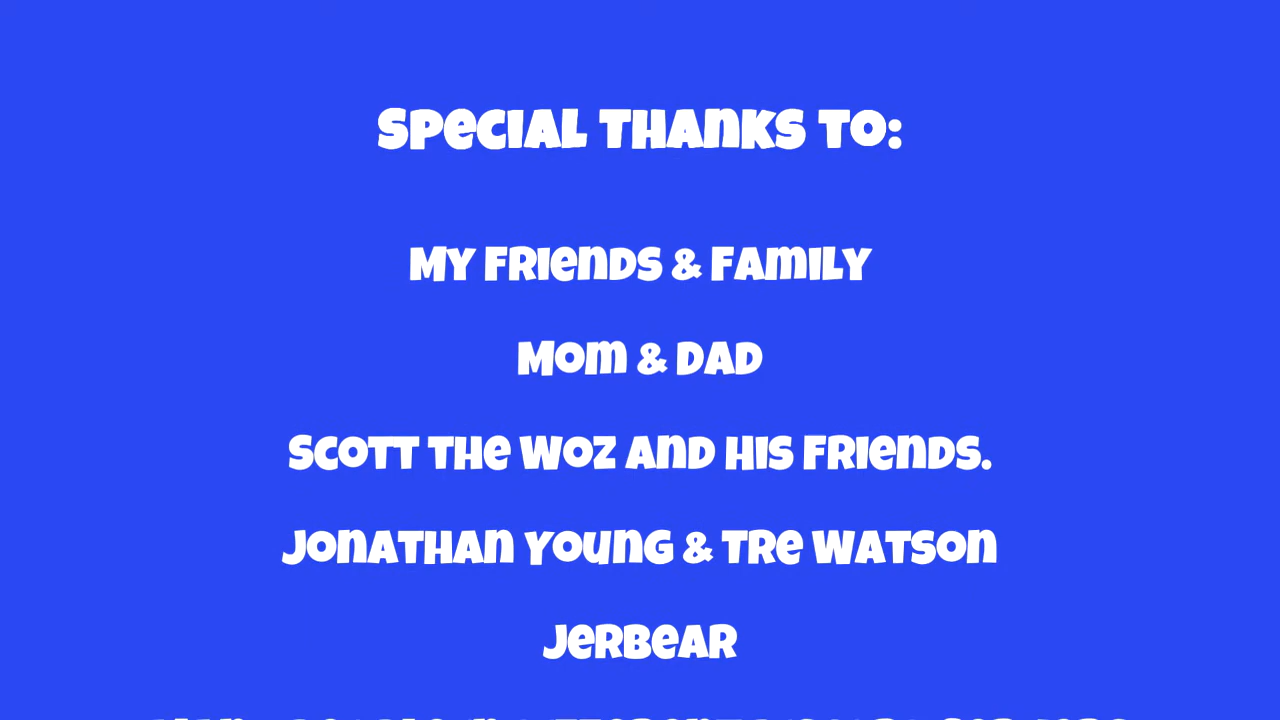 Special Thanks To:
My Friends & Family
Mom & Dad
Scott The Woz and His Friends.
Jonathan Young & Tre Watson
Jerbear